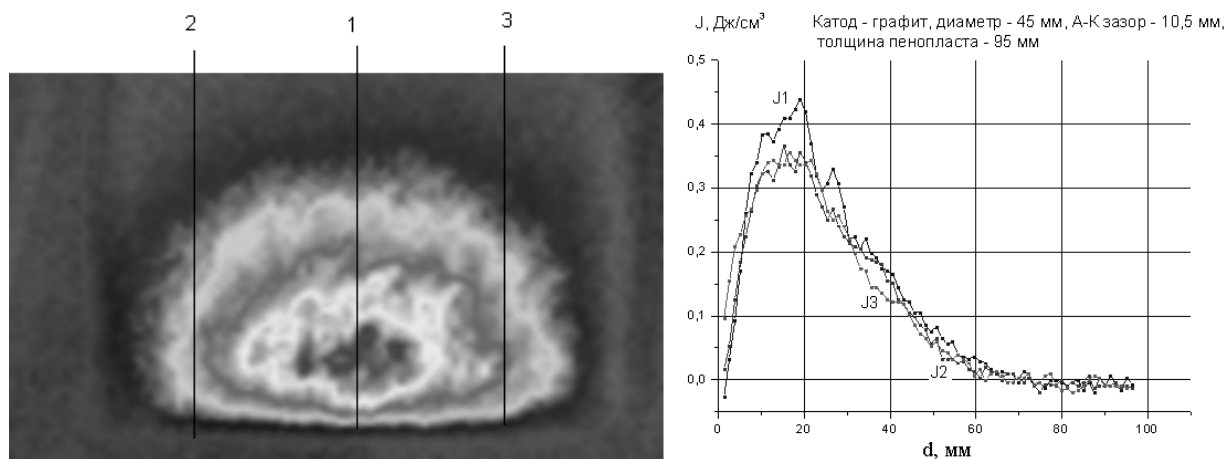 2 1 3
J, Дж/см³
Катод - графит, диаметр - 45 мм, А-К зазор - 10,5 мм,
толщина пенопласта - 95 мм
0,5
J1
0,4
0,3
0,2
J3
0,1
J2
0,0
0 20 40 60 80 100
d, мм